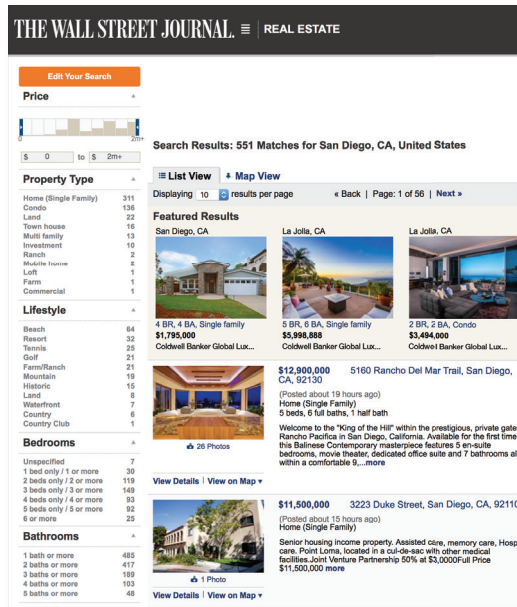 THE WALL STREET JOURNAL. ≡ | REAL ESTATE
Edit Your Search
Price
0 2m+
$ 0 to $ 2m+
Property Type
Home (Single Family) 311
Condo 136
Land 22
Town house 16
Multi family 13
Investment 10
Ranch 2
Mobile home 2
Loft 1
Farm 1
Commercial 1
Lifestyle
Beach 64
Resort 32
Tennis 25
Golf 21
Farm/Ranch 21
Mountain 19
Historic 15
Land 8
Waterfront 7
Country 6
Country Club 1
Bedrooms
Unspecified 7
1 bed only / 1 or more 30
2 beds only / 2 or more 119
3 beds only / 3 or more 149
4 beds only / 4 or more 93
5 beds only / 5 or more 92
6 or more 25
Bathrooms
1 bath or more 485
2 baths or more 417
3 baths or more 189
4 baths or more 103
5 baths or more 48
Search Results: 551 Matches for San Diego, CA, United States
List View Map View
Displaying 10 results per page « Back | Page: 1 of 56 | Next »
Featured Results
San Diego, CA
4 BR, 4 BA, Single family
$1,795,000
Coldwell Banker Global Lux...
La Jolla, CA
5 BR, 6 BA, Single family
$5,998,888
Coldwell Banker Global Lux...
La Jolla, CA
2 BR, 2 BA, Condo
$3,494,000
Coldwell Banker Global Lux...
26 Photos
View Details | View on Map ▾
$12,900,000 5160 Rancho Del Mar Trail, San Diego,
CA, 92130
(Posted about 19 hours ago)
Home (Single Family)
5 beds, 6 full baths, 1 half bath
Welcome to the "King of the Hill" within the prestigious, private gate
Rancho Pacifica in San Diego, California. Available for the first time
this Balinese Contemporary masterpiece features 5 en-suite
bedrooms, movie theater, dedicated office suite and 7 bathrooms al
within a comfortable 9,...more
1 Photo
View Details | View on Map ▾
$11,500,000 3223 Duke Street, San Diego, CA, 92110
(Posted about 15 hours ago)
Home (Single Family)
Senior housing income property. Assisted care, memory care, Hosp
care. Point Loma, located in a cul-de-sac with other medical
facilities.Joint Venture Partnership 50% at $3,0000Full Price
$11,500,000 more